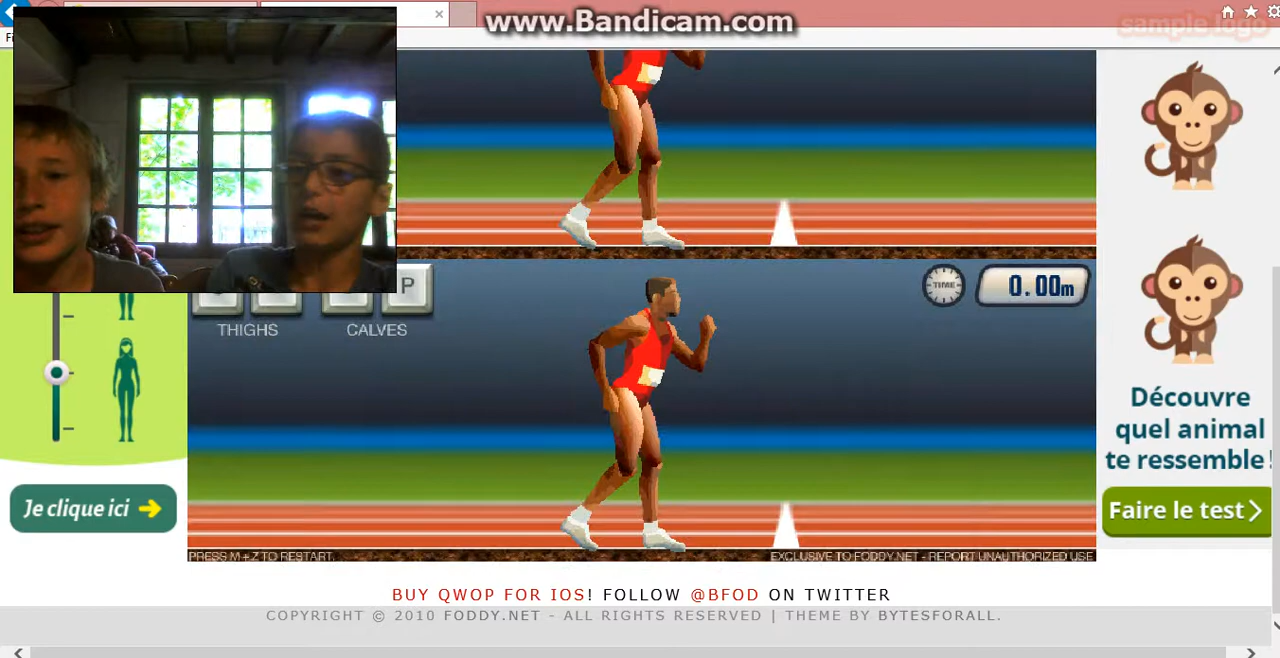 www.Bandicam.com
sample logo
P
THIGHS
CALVES
TIME
0.00m
PRESS M + Z TO RESTART.
EXCLUSIVE TO FODDY.NET - REPORT UNAUTHORIZED USE
Je clique ici
Découvre
quel animal
te ressemble !
Faire le test
BUY QWOP FOR IOS! FOLLOW @BFOD ON TWITTER
COPYRIGHT © 2010 FODDY.NET - ALL RIGHTS RESERVED | THEME BY BYTESFORALL.